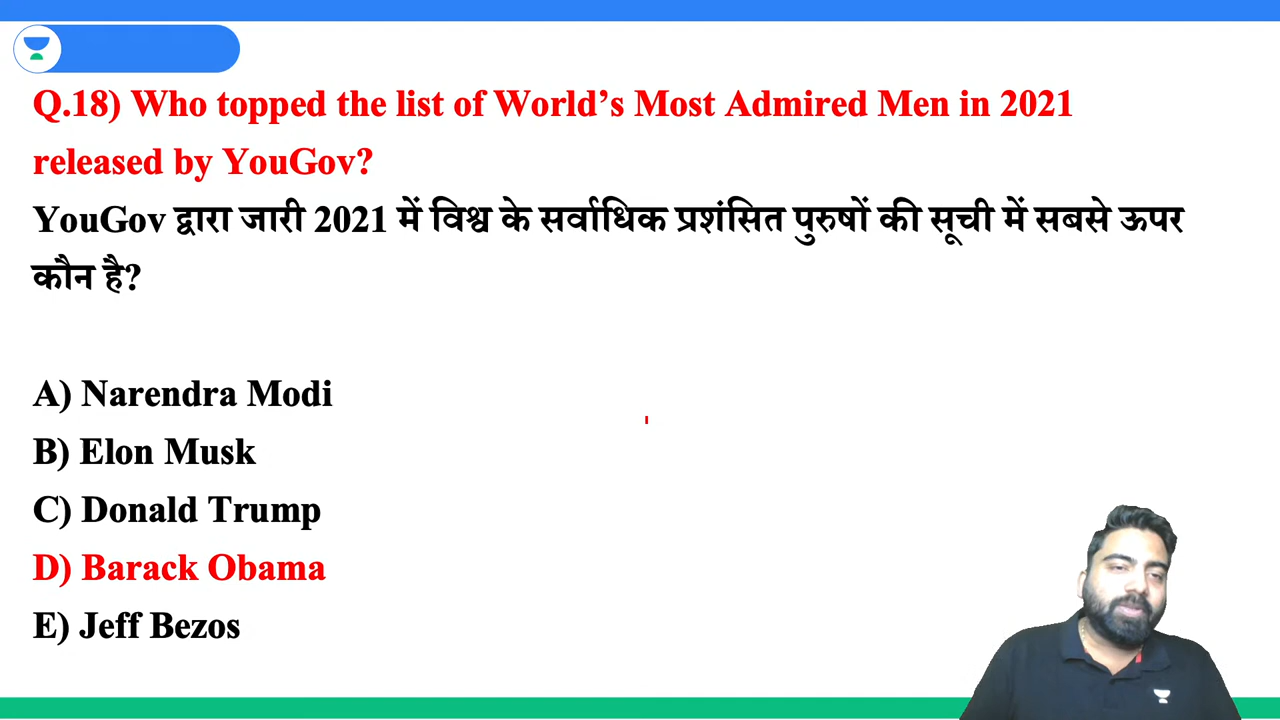 Q.18) Who topped the list of World’s Most Admired Men in 2021
released by YouGov?
YouGov द्वारा जारी 2021 में विश्व के सर्वाधिक प्रशंसित पुरुषों की सूची में सबसे ऊपर
कौन है?
A) Narendra Modi
B) Elon Musk
C) Donald Trump
D) Barack Obama
E) Jeff Bezos